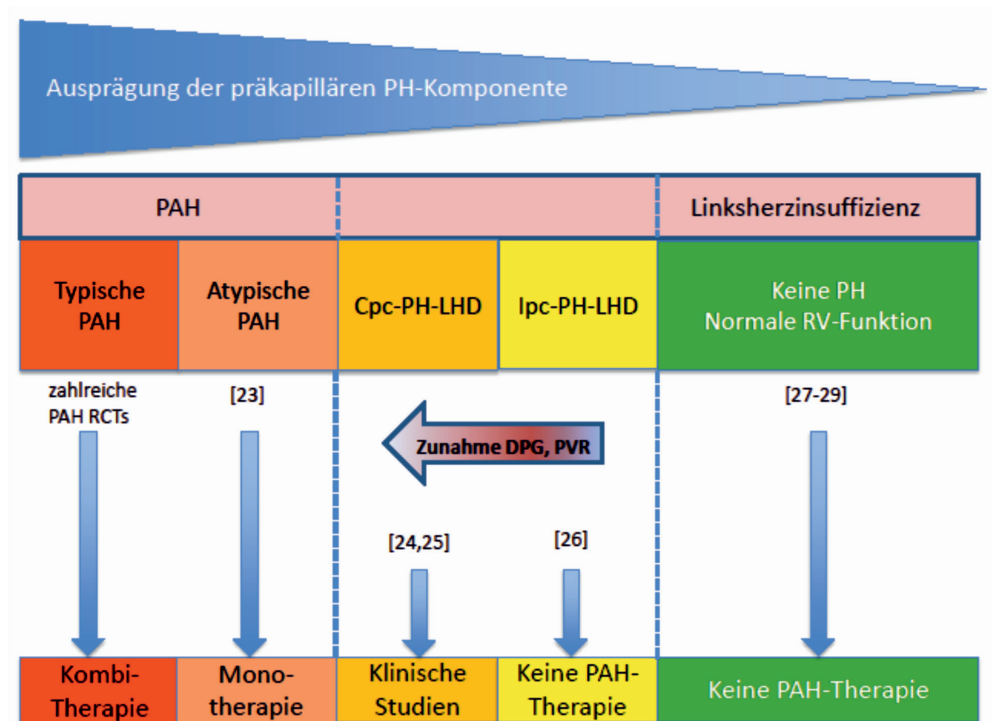 Ausprägung der präkapillären PH-Komponente
PAH
Linksherzinsuffizienz
Typische
PAH
Atypische
PAH
Cpc-PH-LHD
Ipc-PH-LHD
Keine PH
Normale RV-Funktion
zahlreiche
PAH RCTs
[23]
[27-29]
Zunahme DPG, PVR
[24,25]
[26]
Kombi-
Therapie
Mono-
therapie
Klinische
Studien
Keine PAH-
Therapie
Keine PAH-Therapie